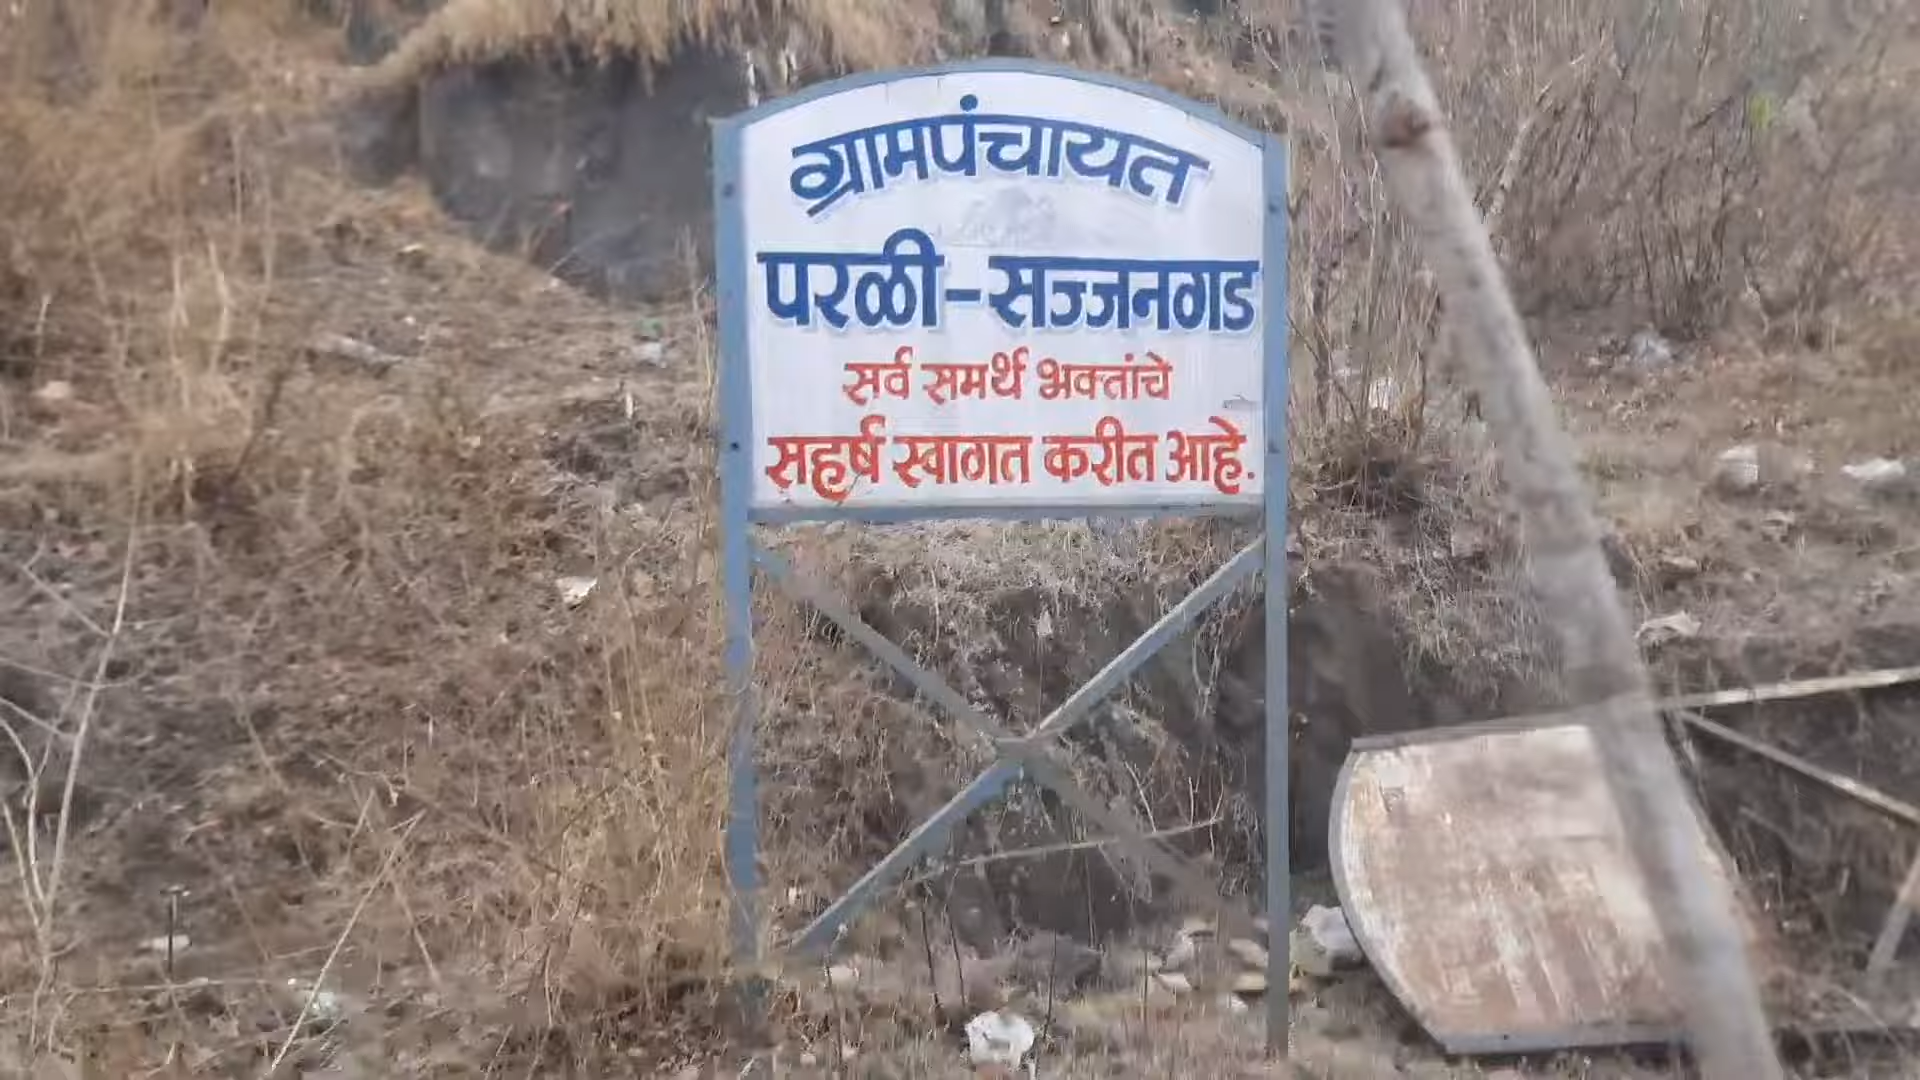 ग्रामपंचायत
परळी-सज्जनगड
सर्व समर्थ भक्तांचे
सहर्ष स्वागत करीत आहे.